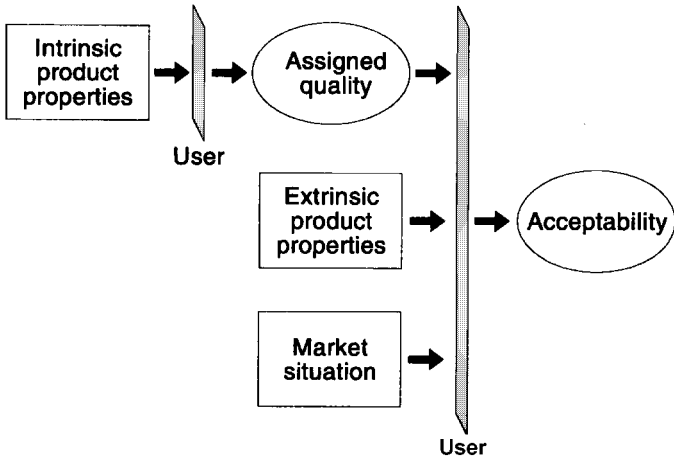 Intrinsic
product
properties
User
Assigned
quality
Extrinsic
product
properties
Acceptability
Market
situation
User